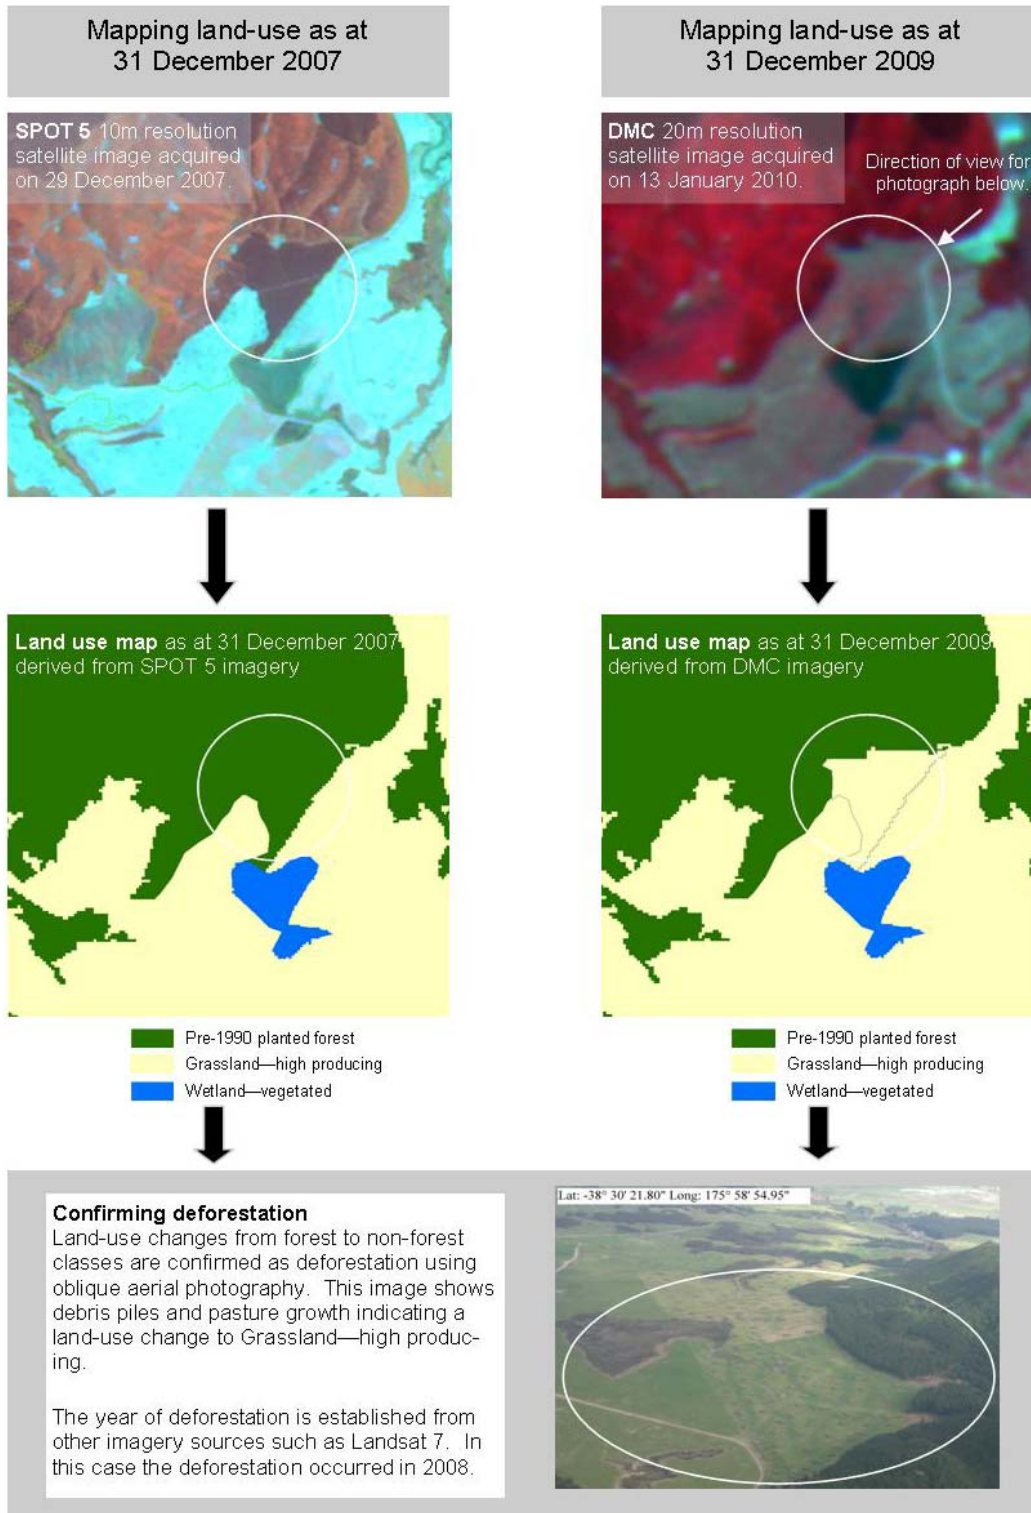 Mapping land-use as at
31 December 2007
Mapping land-use as at
31 December 2009
SPOT 5 10m resolution
satellite image acquired
on 29 December 2007.
DMC 20m resolution
satellite image acquired
on 13 January 2010.
Direction of view for
photograph below.
Land use map as at 31 December 2007
derived from SPOT 5 imagery
Land use map as at 31 December 2009
derived from DMC imagery
Pre-1990 planted forest
Grassland—high producing
Wetland—vegetated
Pre-1990 planted forest
Grassland—high producing
Wetland—vegetated
Confirming deforestation
Land-use changes from forest to non-forest
classes are confirmed as deforestation using
oblique aerial photography.  This image shows
debris piles and pasture growth indicating a
land-use change to Grassland—high produc-
ing.
The year of deforestation is established from
other imagery sources such as Landsat 7.  In
this case the deforestation occurred in 2008.
Lat: -38° 30' 21.80" Long: 175° 58' 54.95"